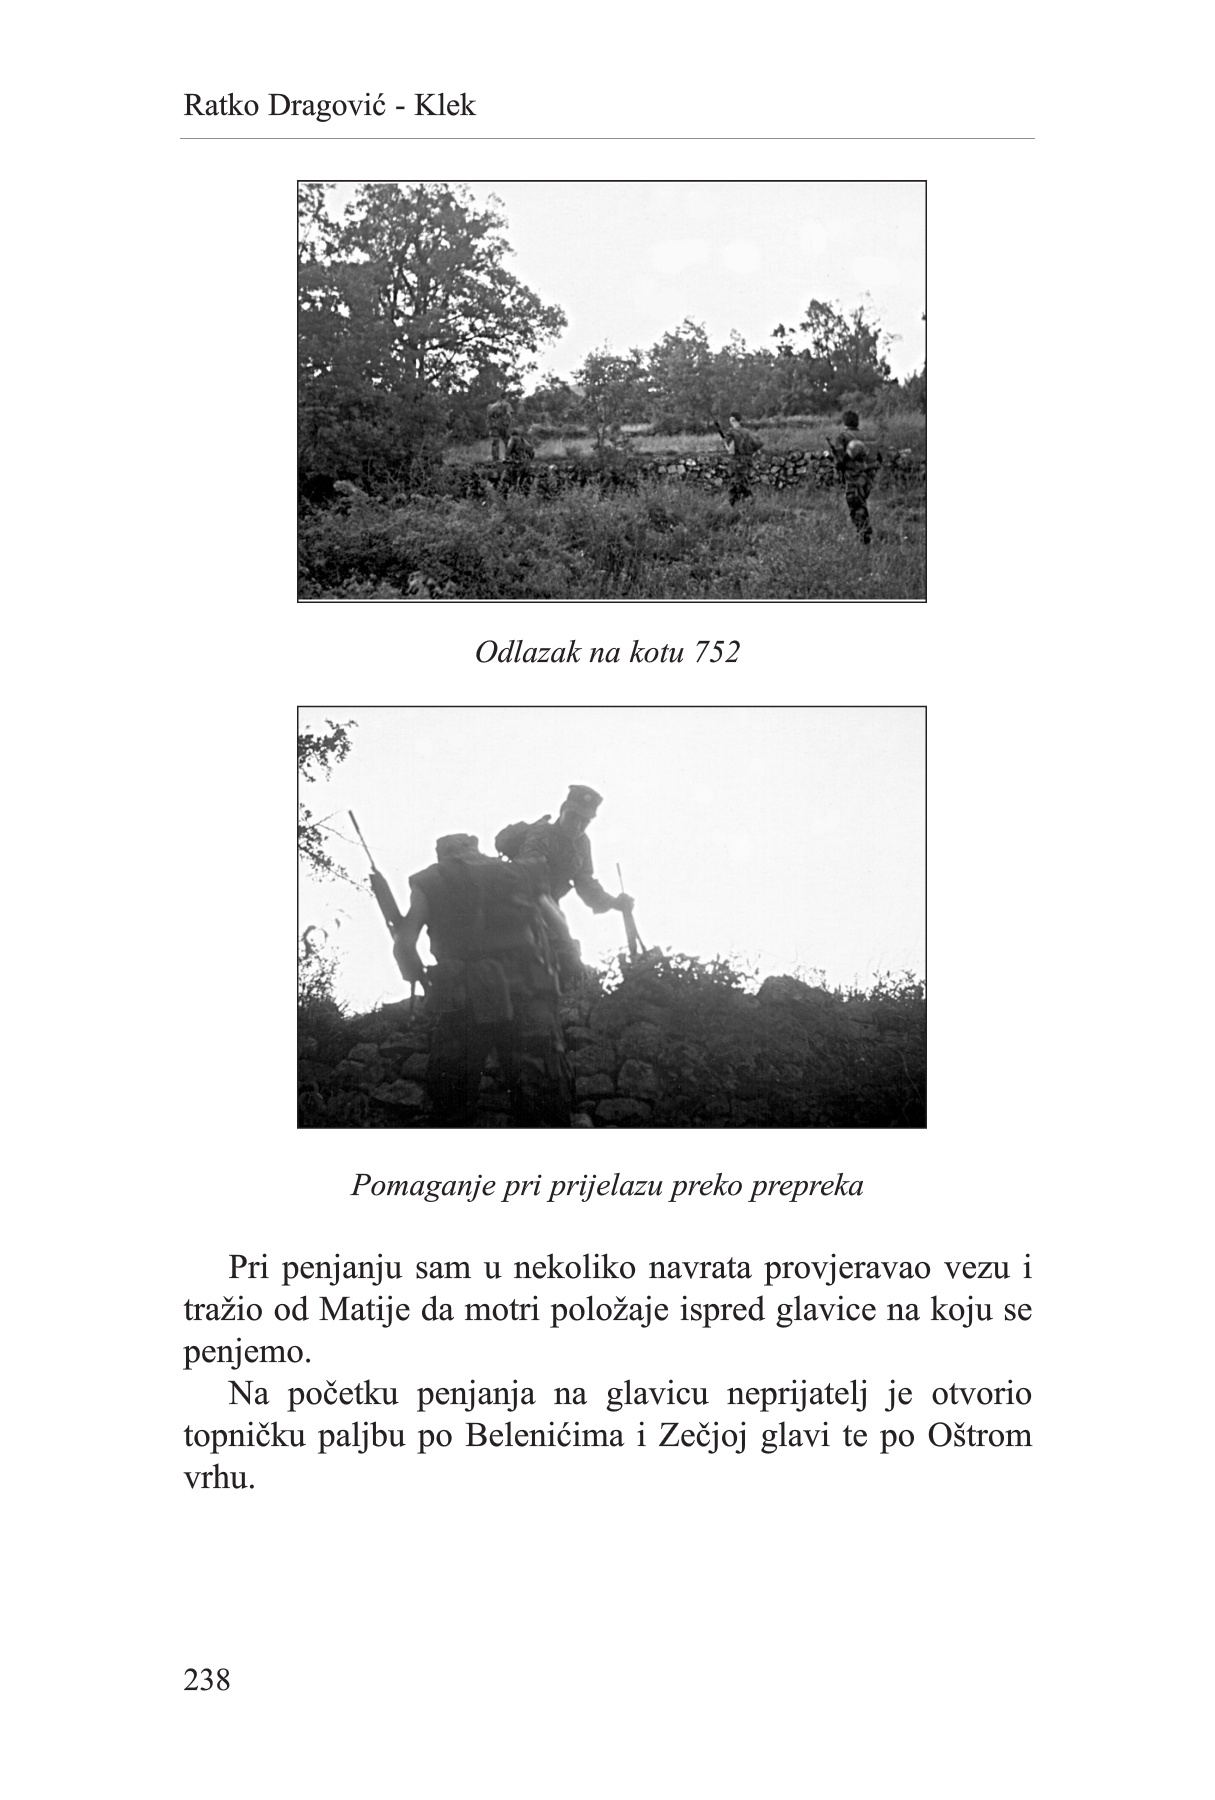 Ratko Dragović - Klek
Odlazak na kotu 752
Pomaganje pri prijelazu preko prepreka
Pri penjanju sam u nekoliko navrata provjeravao vezu i
tražio od Matije da motri položaje ispred glavice na koju se
penjemo.
Na početku penjanja na glavicu neprijatelj je otvorio
topničku paljbu po Belenićima i Zečjoj glavi te po Oštrom
vrhu.
238